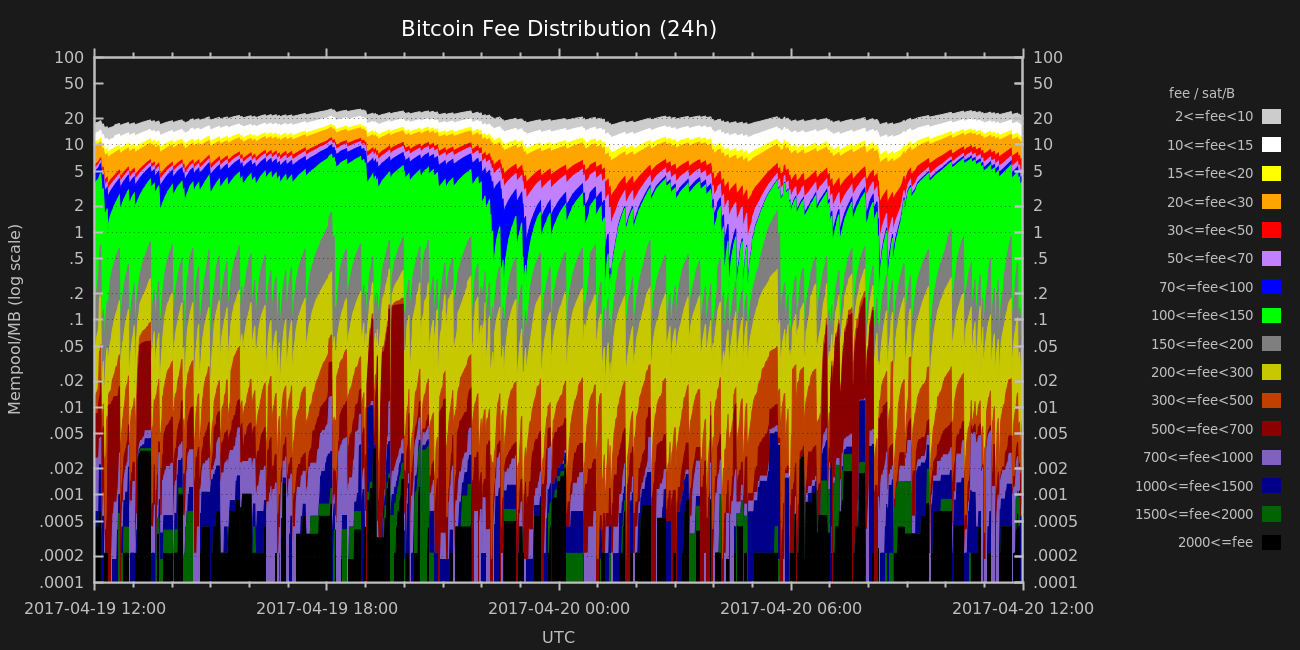 Bitcoin Fee Distribution (24h)
Mempool/MB (log scale)
100
50
20
10
5
2
1
.5
.2
.1
.05
.02
.01
.005
.002
.001
.0005
.0002
.0001
100
50
20
10
5
2
1
.5
.2
.1
.05
.02
.01
.005
.002
.001
.0005
.0002
.0001
fee / sat/B
2<=fee<10
10<=fee<15
15<=fee<20
20<=fee<30
30<=fee<50
50<=fee<70
70<=fee<100
100<=fee<150
150<=fee<200
200<=fee<300
300<=fee<500
500<=fee<700
700<=fee<1000
1000<=fee<1500
1500<=fee<2000
2000<=fee
2017-04-19 12:00 2017-04-19 18:00 2017-04-20 00:00 2017-04-20 06:00 2017-04-20 12:00
UTC